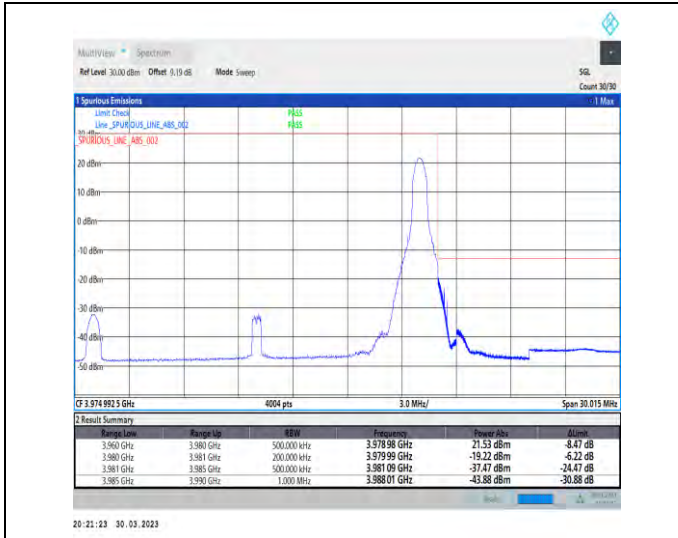 MultiView Spectrum
Ref Level 30.00 dBm Offset 9.19 dB Mode Sweep SGL
Count 30/30
1 Spurious Emissions 1 Max
Limit Check PASS
Line _SPURIOUS_LINE_ABS_002 PASS
30 dBm
_SPURIOUS_LINE_ABS_002
20 dBm
10 dBm
0 dBm
-10 dBm
-20 dBm
-30 dBm
-40 dBm
-50 dBm
CF 3.974 992 5 GHz 4004 pts 3.0 MHz/ Span 30.015 MHz
2 Result Summary
Range Low Range Up RBW Frequency Power Abs ΔLimit
3.960 GHz 3.980 GHz 500.000 kHz 3.978 98 GHz 21.53 dBm -8.47 dB
3.980 GHz 3.981 GHz 200.000 kHz 3.979 99 GHz -19.22 dBm -6.22 dB
3.981 GHz 3.985 GHz 500.000 kHz 3.981 09 GHz -37.47 dBm -24.47 dB
3.985 GHz 3.990 GHz 1.000 MHz 3.988 01 GHz -43.88 dBm -30.88 dB
20:21:23 30.03.2023